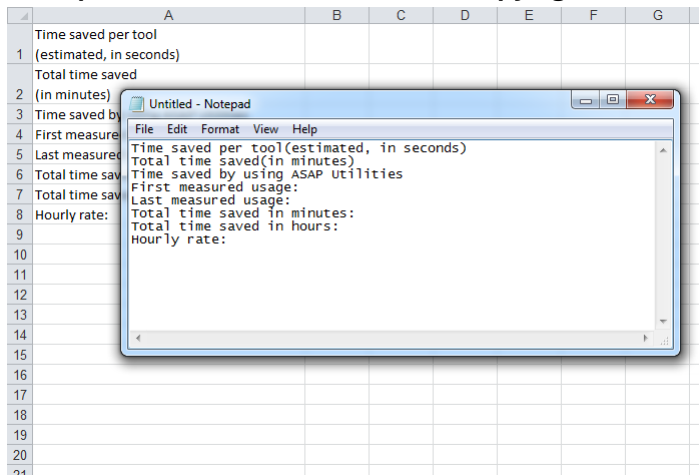 A B C D E F G
Time saved per tool
1 (estimated, in seconds)
Total time saved
2 (in minutes)
3 Time saved by
4 First measure
5 Last measured
6 Total time sav
7 Total time sav
8 Hourly rate:
9
10
11
12
13
14
15
16
17
18
19
20
21
Untitled - Notepad
File Edit Format View Help
Time saved per tool(estimated, in seconds)
Total time saved(in minutes)
Time saved by using ASAP Utilities
First measured usage:
Last measured usage:
Total time saved in minutes:
Total time saved in hours:
Hourly rate: